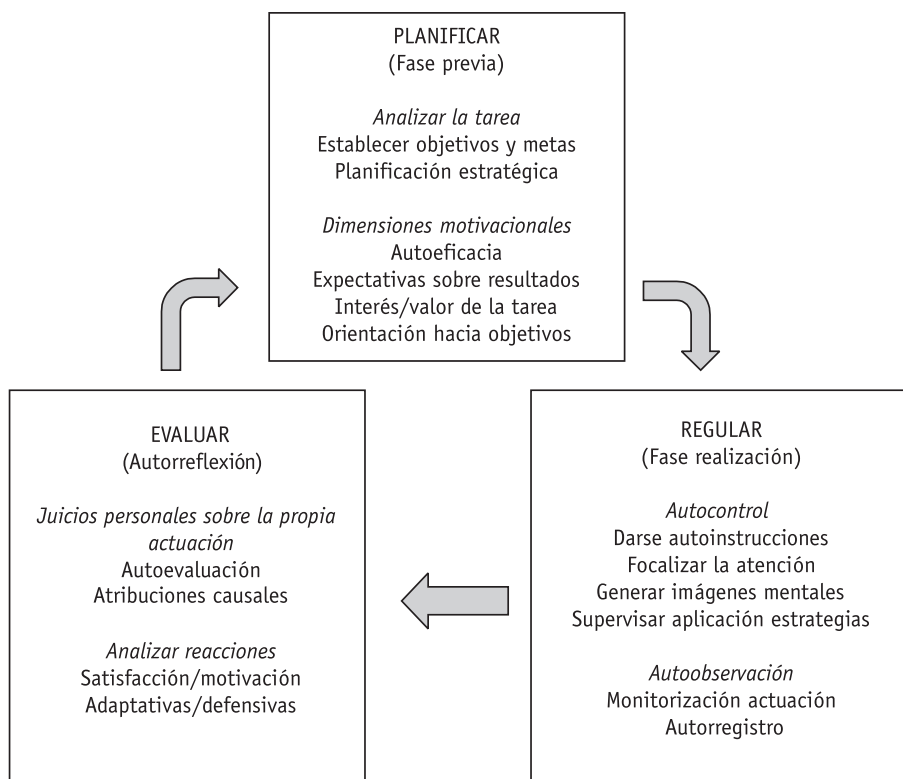 PLANIFICAR
(Fase previa)
Analizar la tarea
Establecer objetivos y metas
Planificación estratégica
Dimensiones motivacionales
Autoeficacia
Expectativas sobre resultados
Interés/valor de la tarea
Orientación hacia objetivos
EVALUAR
(Autorreflexión)
Juicios personales sobre la propia
actuación
Autoevaluación
Atribuciones causales
Analizar reacciones
Satisfacción/motivación
Adaptativas/defensivas
REGULAR
(Fase realización)
Autocontrol
Darse autoinstrucciones
Focalizar la atención
Generar imágenes mentales
Supervisar aplicación estrategias
Autoobservación
Monitorización actuación
Autorregistro